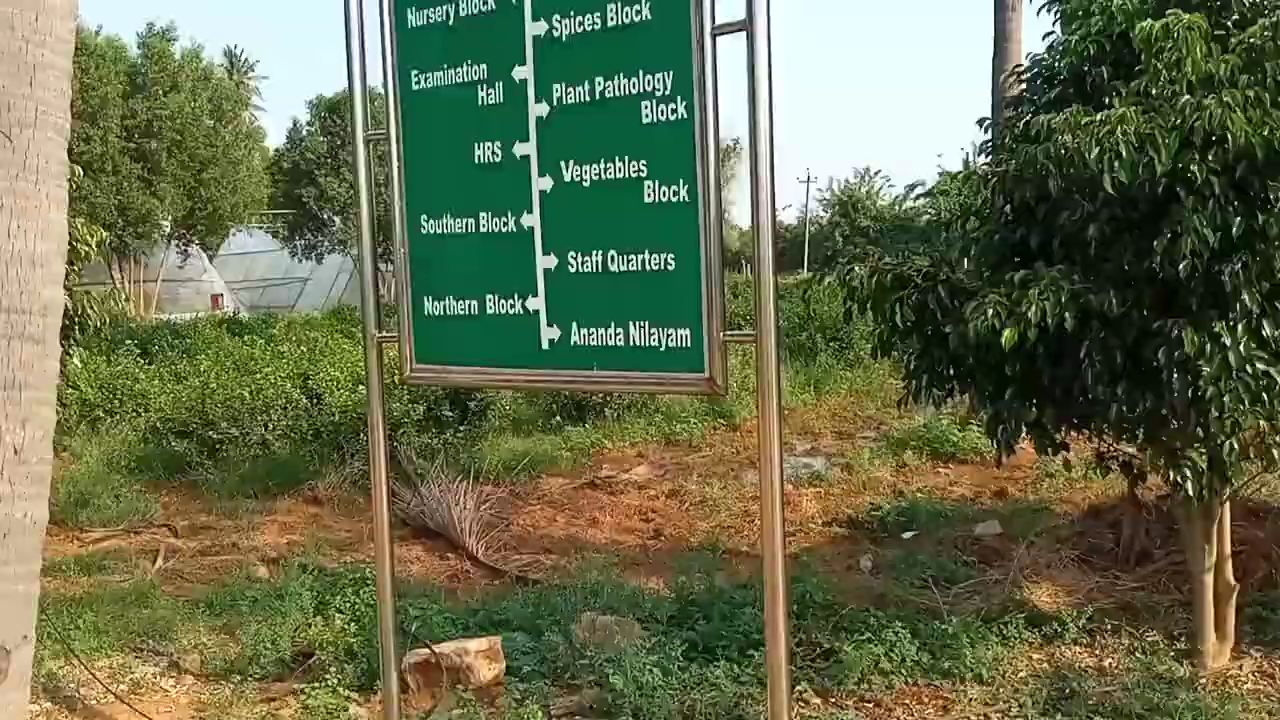 Nursery Block
Spices Block
Examination
Hall
Plant Pathology
Block
HRS
Vegetables
Block
Southern Block
Staff Quarters
Northern Block
Ananda Nilayam